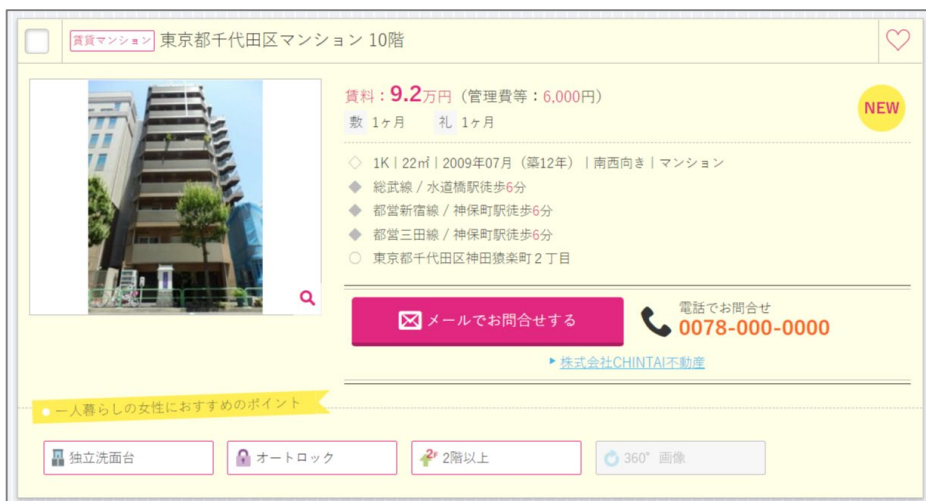 賃貸マンション 東京都千代田区マンション 10階
賃料：9.2万円（管理費等：6,000円）
敷 1ヶ月 礼 1ヶ月
NEW
1K | 22㎡ | 2009年07月（築12年） | 南西向き | マンション
総武線 / 水道橋駅徒歩6分
都営新宿線 / 神保町駅徒歩6分
都営三田線 / 神保町駅徒歩6分
東京都千代田区神田猿楽町２丁目
メールでお問合せする
電話でお問合せ
0078-000-0000
株式会社CHINTAI不動産
一人暮らしの女性におすすめのポイント
独立洗面台
オートロック
2F 2階以上
360° 画像